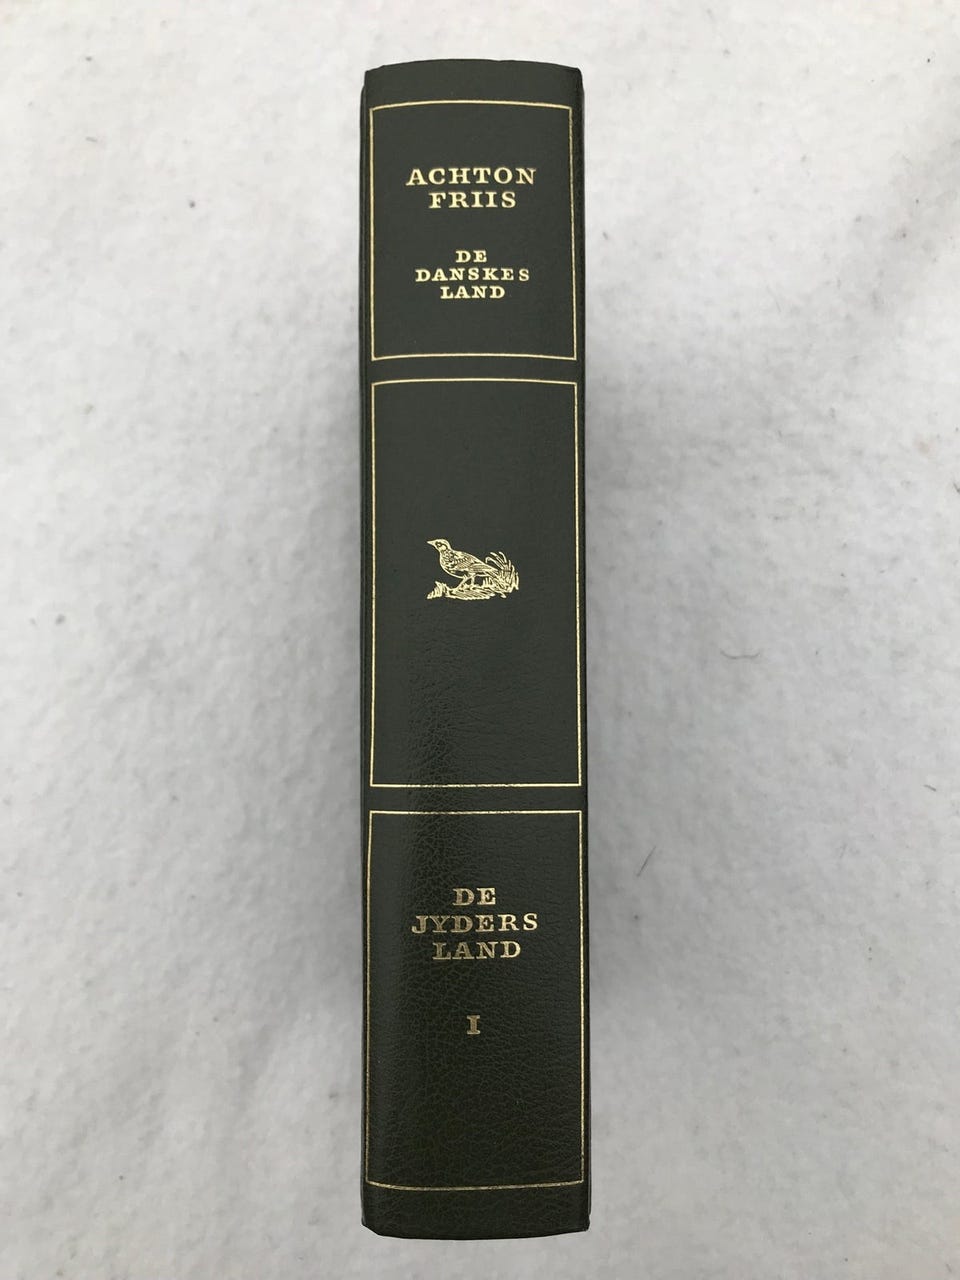 ACHTON
FRIIS
DE
DANSKES
LAND
DE
JYDERS
LAND
I